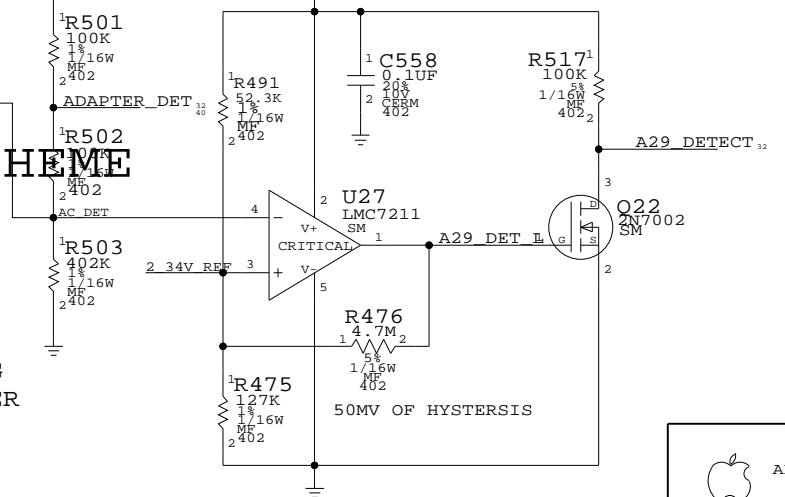 1
R501
100K
1%
1/16W
MF
402
2
ADAPTER_DET
32
40
1
R502
1/16W
MF
402
2
HEME
AC_DET
1
R503
402K
1%
1/16W
MF
402
2
ER
1
R491
52.3K
1%
1/16W
MF
402
2
2_34V_REF
1
C558
0.1UF
20%
10V
CERM
402
2
R517
1
100K
5%
1/16W
MF
402
2
A29_DETECT
32
U27
LMC7211
SM
CRITICAL
V+
V-
4
3
2
1
5
-
+
A29_DET_L
3
Q22
2N7002
SM
D
G
S
2
R476
4.7M
1
2
5%
1/16W
MF
402
1
R475
127K
1%
1/16W
MF
402
2
50MV OF HYSTERSIS